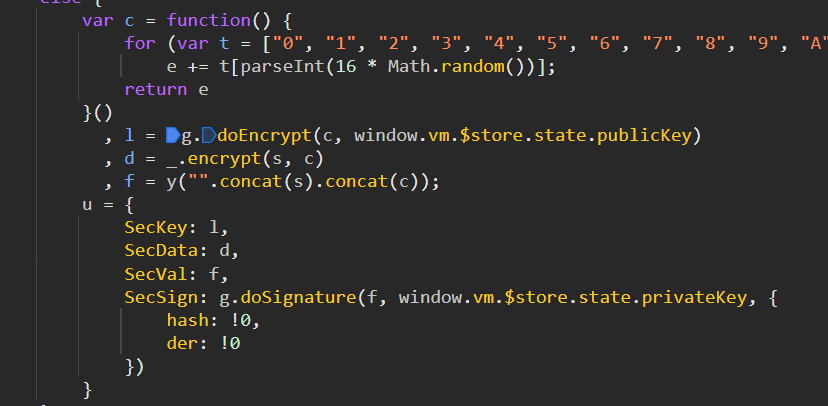 else {
var c = function() {
for (var t = ["0", "1", "2", "3", "4", "5", "6", "7", "8", "9", "A"
e += t[parseInt(16 * Math.random())];
return e
}()
, l = g.doEncrypt(c, window.vm.$store.state.publicKey)
, d = _.encrypt(s, c)
, f = y("".concat(s).concat(c));
u = {
SecKey: l,
SecData: d,
SecVal: f,
SecSign: g.doSignature(f, window.vm.$store.state.privateKey, {
hash: !0,
der: !0
})
}